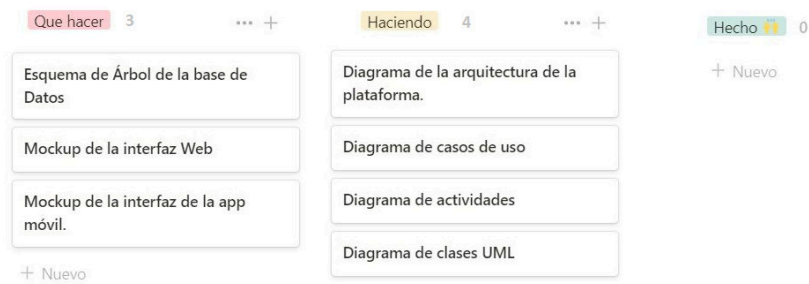 Que hacer 3
Esquema de Árbol de la base de
Datos
Mockup de la interfaz Web
Mockup de la interfaz de la app
móvil.
+ Nuevo
Haciendo 4
Diagrama de la arquitectura de la
plataforma.
Diagrama de casos de uso
Diagrama de actividades
Diagrama de clases UML
Hecho 🙌 0
+ Nuevo